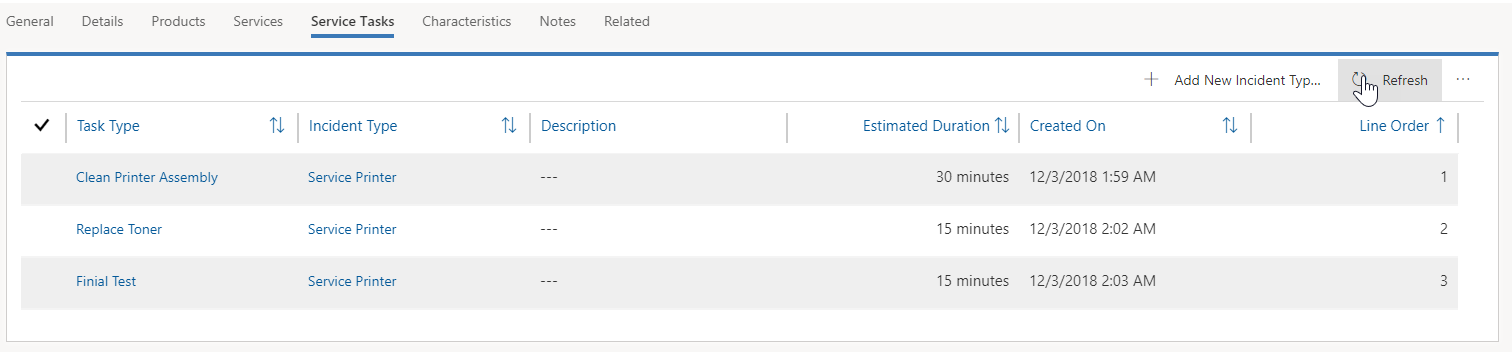 General Details Products Services Service Tasks Characteristics Notes Related
Add New Incident Typ... Refresh ...
Task Type Incident Type Description Estimated Duration Created On Line Order
Clean Printer Assembly Service Printer --- 30 minutes 12/3/2018 1:59 AM 1
Replace Toner Service Printer --- 15 minutes 12/3/2018 2:02 AM 2
Finial Test Service Printer --- 15 minutes 12/3/2018 2:03 AM 3